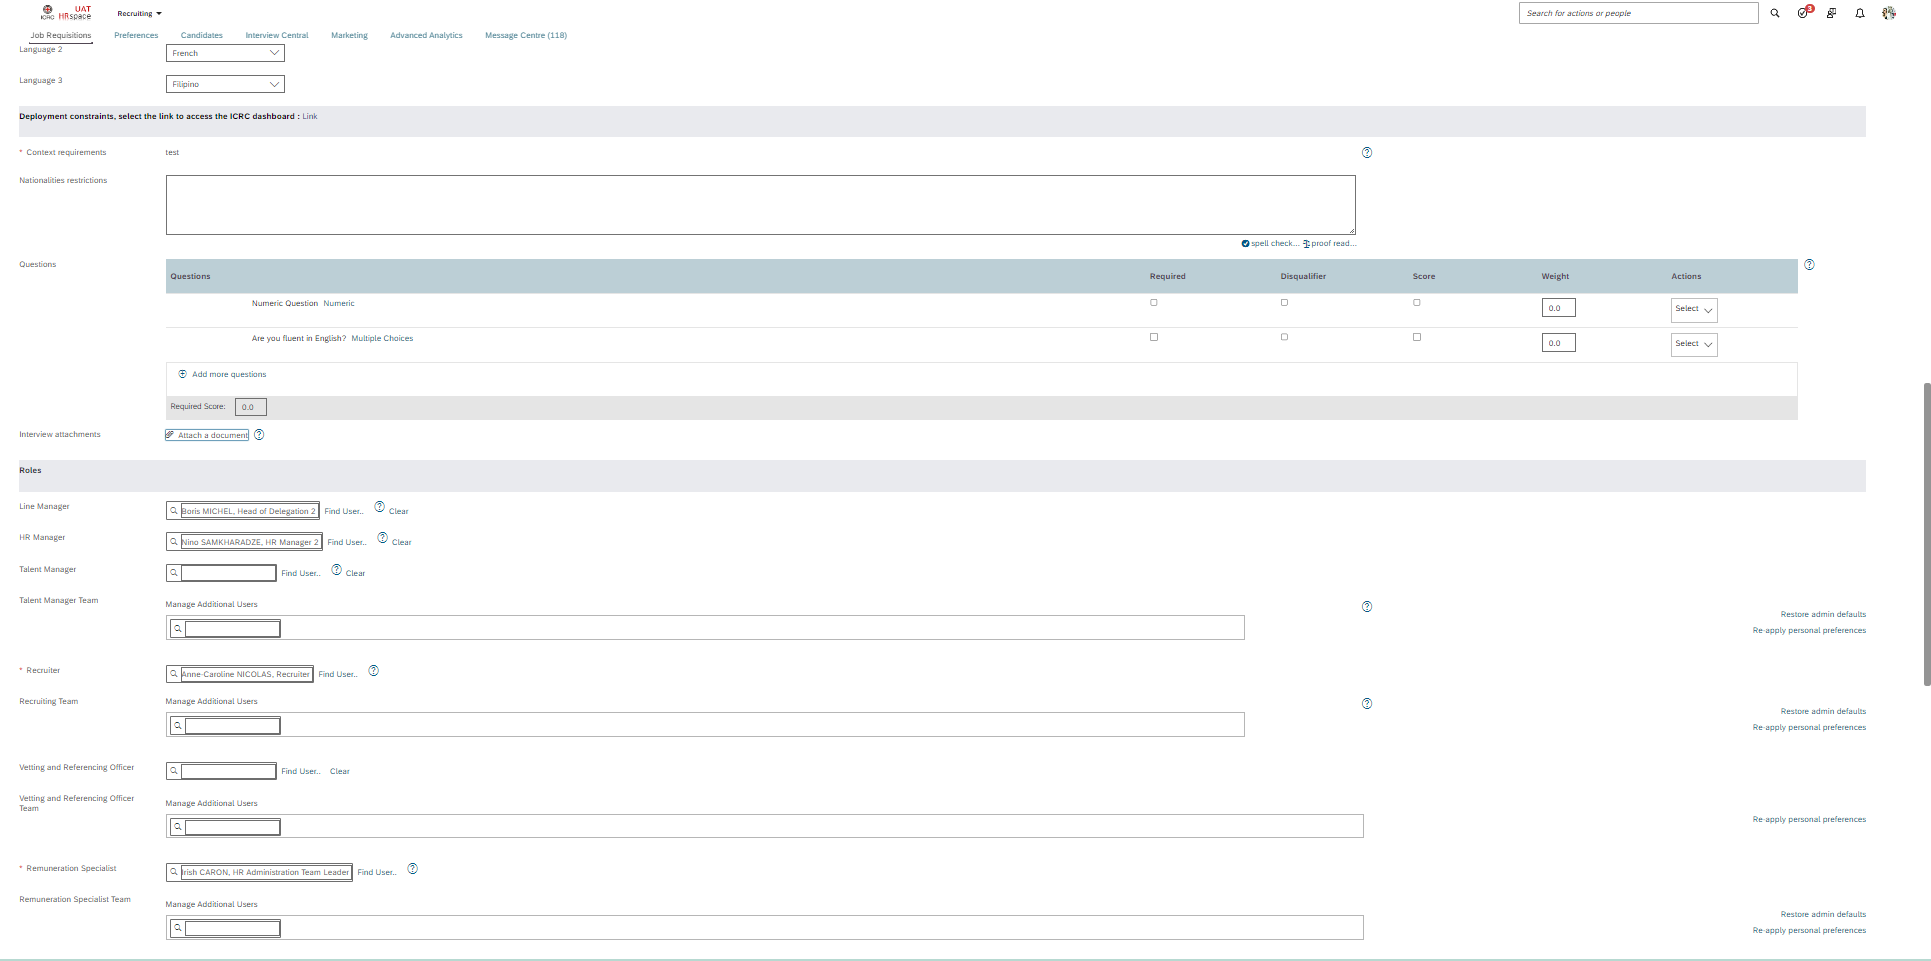 ICRC
UAT
HRspace
Recruiting
Search for actions or people
3
Job Requisitions
Preferences
Candidates
Interview Central
Marketing
Advanced Analytics
Message Centre (118)
Language 2
French
Language 3
Filipino
Deployment constraints, select the link to access the ICRC dashboard : Link
* Context requirements
test
Nationalities restrictions
spell check... proof read...
Questions
Questions Required Disqualifier Score Weight Actions
Numeric Question Numeric 0.0 Select
Are you fluent in English? Multiple Choices 0.0 Select
Add more questions
Required Score: 0.0
Interview attachments
Attach a document
Roles
Line Manager
Boris MICHEL, Head of Delegation 2 Find User.. Clear
HR Manager
Nino SAMKHARADZE, HR Manager 2 Find User.. Clear
Talent Manager
Find User.. Clear
Talent Manager Team
Manage Additional Users
Restore admin defaults
Re-apply personal preferences
* Recruiter
Anne-Caroline NICOLAS, Recruiter Find User..
Recruiting Team
Manage Additional Users
Restore admin defaults
Re-apply personal preferences
Vetting and Referencing Officer
Find User.. Clear
Vetting and Referencing Officer
Team
Manage Additional Users
Re-apply personal preferences
* Remuneration Specialist
Irish CARON, HR Administration Team Leader Find User..
Remuneration Specialist Team
Manage Additional Users
Restore admin defaults
Re-apply personal preferences